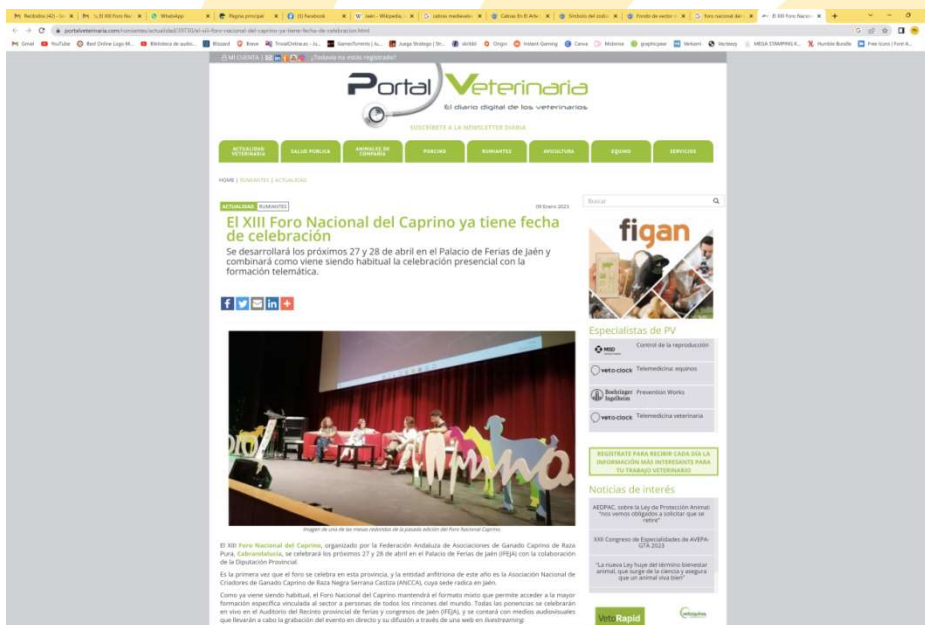 portalveterinaria.com/rumiantes/actualidad/
MI CUENTA
¿Todavía no estás registrado?
Portal Veterinaria
El diario digital de los veterinarios
SUSCRÍBETE A LA NEWSLETTER DIARIA
ACTUALIDAD VETERINARIA
SALUD PÚBLICA
ANIMALES DE COMPAÑÍA
PORCINO
RUMIANTES
AVICULTURA
EQUINO
SERVICIOS
HOME | RUMIANTES | ACTUALIDAD
ACTUALIDAD RUMIANTES
09 Enero 2023
El XIII Foro Nacional del Caprino ya tiene fecha
de celebración
Se desarrollará los próximos 27 y 28 de abril en el Palacio de Ferias de Jaén y
combinará como viene siendo habitual la celebración presencial con la
formación telemática.
Imagen de una de las mesas redondas de la pasada edición del Foro Nacional Caprino.
El XIII Foro Nacional del Caprino, organizado por la Federación Andaluza de Asociaciones de Ganado Caprino de Raza
Pura, Cabrandalucía, se celebrará los próximos 27 y 28 de abril en el Palacio de Ferias de Jaén (IFEJA) con la colaboración
de la Diputación Provincial.
Es la primera vez que el foro se celebra en esta provincia, y la entidad anfitriona de este año es la Asociación Nacional de
Criadores de Ganado Caprino de Raza Negra Serrana Castiza (ANCCA), cuya sede radica en Jaén.
Como ya viene siendo habitual, el Foro Nacional del Caprino mantendrá el formato mixto que permite acceder a la mayor
formación específica vinculada al sector a personas de todos los rincones del mundo. Todas las ponencias se celebrarán
en vivo en el Auditorio del Recinto provincial de ferias y congresos de Jaén (IFEJA), y se contará con medios audiovisuales
que llevarán a cabo la grabación del evento en directo y su difusión a través de una web en livestreaming:
Buscar
figan
Especialistas de PV
MSD
Control de la reproducción
veto-clock
Telemedicina: equinos
Boehringer Ingelheim
Prevention Works
veto-clock
Telemedicina veterinaria
REGÍSTRATE PARA RECIBIR CADA DÍA LA
INFORMACIÓN MÁS INTERESANTE PARA
TU TRABAJO VETERINARIO
Noticias de interés
AEDPAC, sobre la Ley de Protección Animal:
"nos vemos obligados a solicitar que se
retire"
XXII Congreso de Especialidades de AVEPA-
GTA 2023
"La nueva Ley huye del término bienestar
animal, que surge de la ciencia y asegura
que un animal viva bien"
VetoRapid